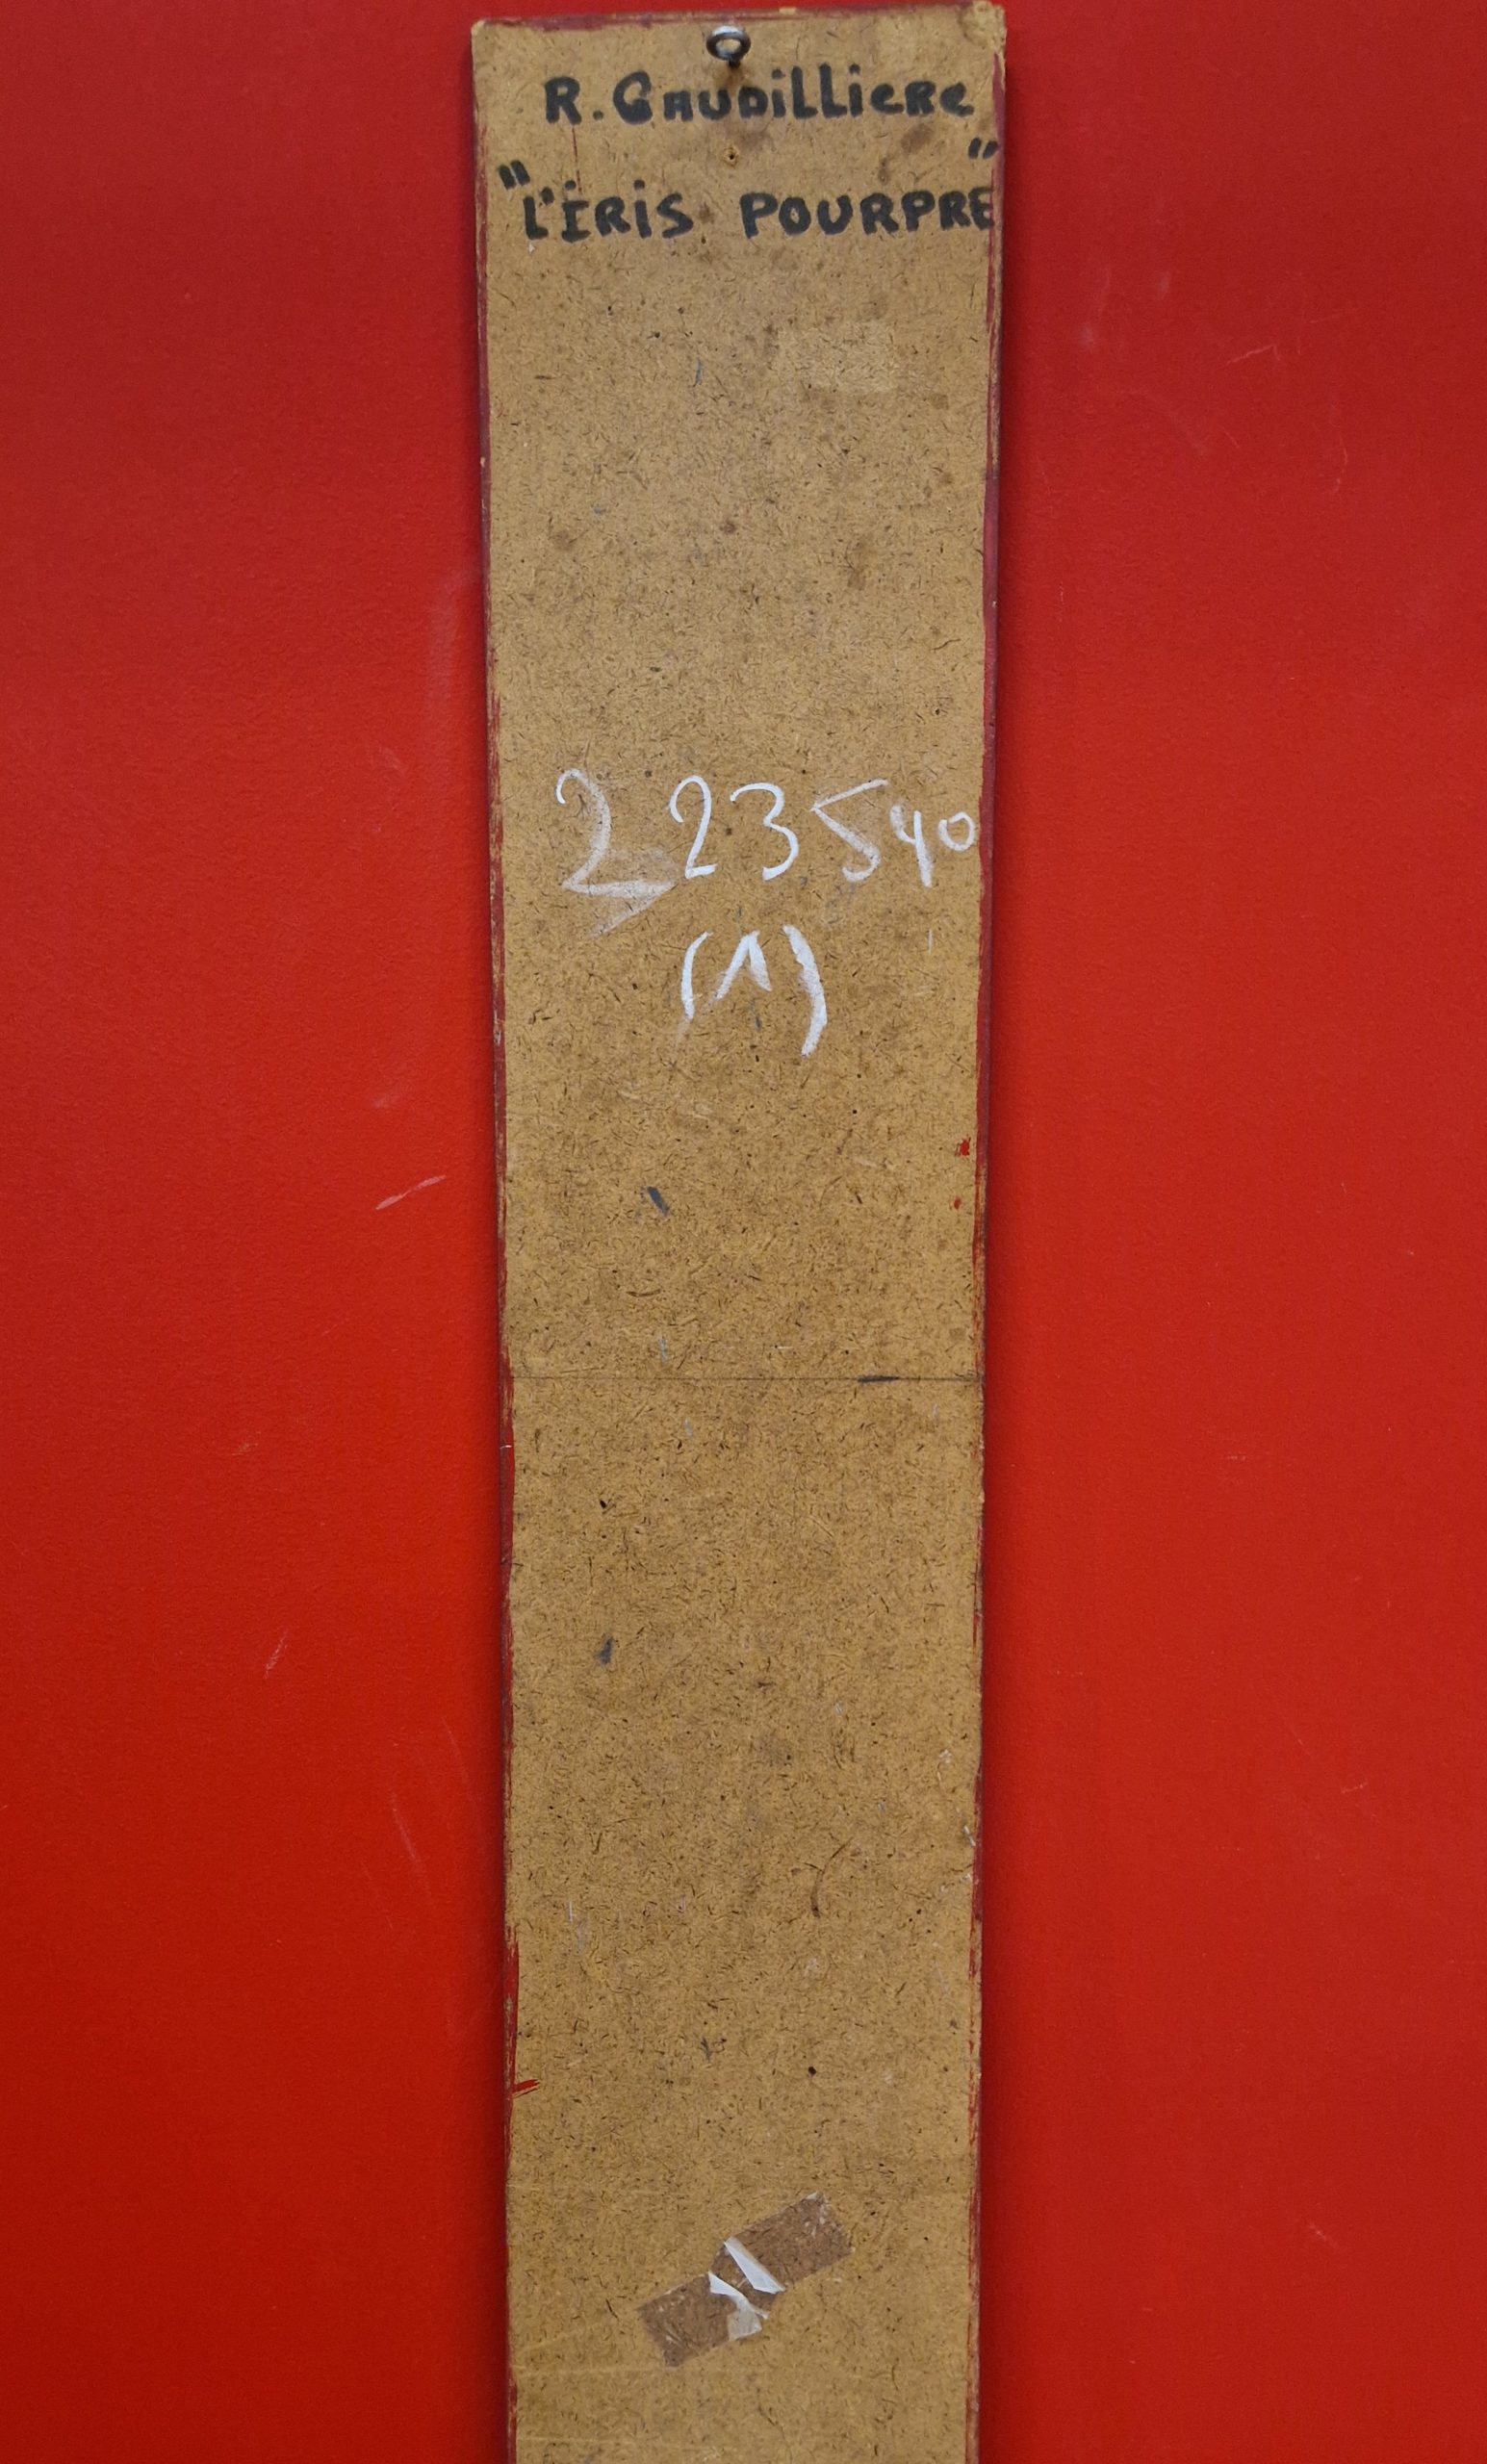 R. GAUDILLIERE
"L'IRIS POURPRE"
223540
(1)